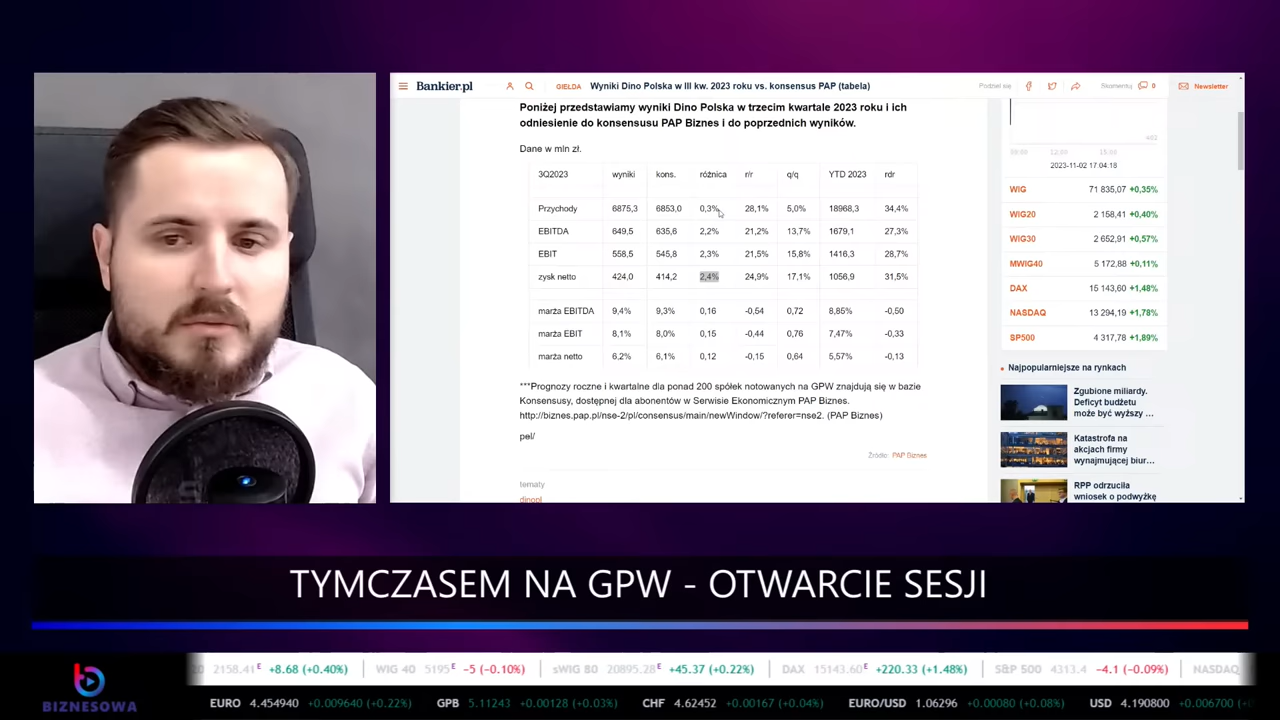 Bankier.pl
GIEŁDA
Wyniki Dino Polska w III kw. 2023 roku vs. konsensus PAP (tabela)
Podziel się
Skomentuj 0
Newsletter
Poniżej przedstawiamy wyniki Dino Polska w trzecim kwartale 2023 roku i ich
odniesienie do konsensusu PAP Biznes i do poprzednich wyników.
Dane w mln zł.
3Q2023 wyniki kons. różnica r/r q/q YTD 2023 rdr
Przychody 6875,3 6853,0 0,3% 28,1% 5,0% 18968,3 34,4%
EBITDA 649,5 635,6 2,2% 21,2% 13,7% 1679,1 27,3%
EBIT 558,5 545,8 2,3% 21,5% 15,8% 1416,3 28,7%
zysk netto 424,0 414,2 2,4% 24,9% 17,1% 1056,9 31,5%
marża EBITDA 9,4% 9,3% 0,16 -0,54 0,72 8,85% -0,50
marża EBIT 8,1% 8,0% 0,15 -0,44 0,76 7,47% -0,33
marża netto 6,2% 6,1% 0,12 -0,15 0,64 5,57% -0,13
***Prognozy roczne i kwartalne dla ponad 200 spółek notowanych na GPW znajdują się w bazie
Konsensusy, dostępnej dla abonentów w Serwisie Ekonomicznym PAP Biznes.
http://biznes.pap.pl/nse-2/pl/consensus/main/newWindow/?referer=nse2. (PAP Biznes)
pel/
Źródło: PAP Biznes
tematy
dinopl
2023-11-02 17:04:18
WIG 71 835,07 +0,35%
WIG20 2 158,41 +0,40%
WIG30 2 652,91 +0,57%
MWIG40 5 172,88 +0,11%
DAX 15 143,60 +1,48%
NASDAQ 13 294,19 +1,78%
SP500 4 317,78 +1,89%
Najpopularniejsze na rynkach
Zgubione miliardy.
Deficyt budżetu
może być wyższy ...
Katastrofa na
akcjach firmy
wynajmującej biur...
RPP odrzuciła
wniosek o podwyżkę
TYMCZASEM NA GPW - OTWARCIE SESJI
2158.41 E +8.68 (+0.40%) WIG 40 5195 E −5 (−0.10%) sWIG 80 20895.28 E +45.37 (+0.22%) DAX 15143.60 E +220.33 (+1.48%) S&P 500 4313.4 −4.1 (−0.09%) NASDAQ
BIZNESOWA
EURO 4.454940 +0.009640 (+0.22%) GPB 5.11243 +0.00128 (+0.03%) CHF 4.62452 +0.00167 (+0.04%) EURO/USD 1.06296 +0.00080 (+0.08%) USD 4.190800 +0.006700